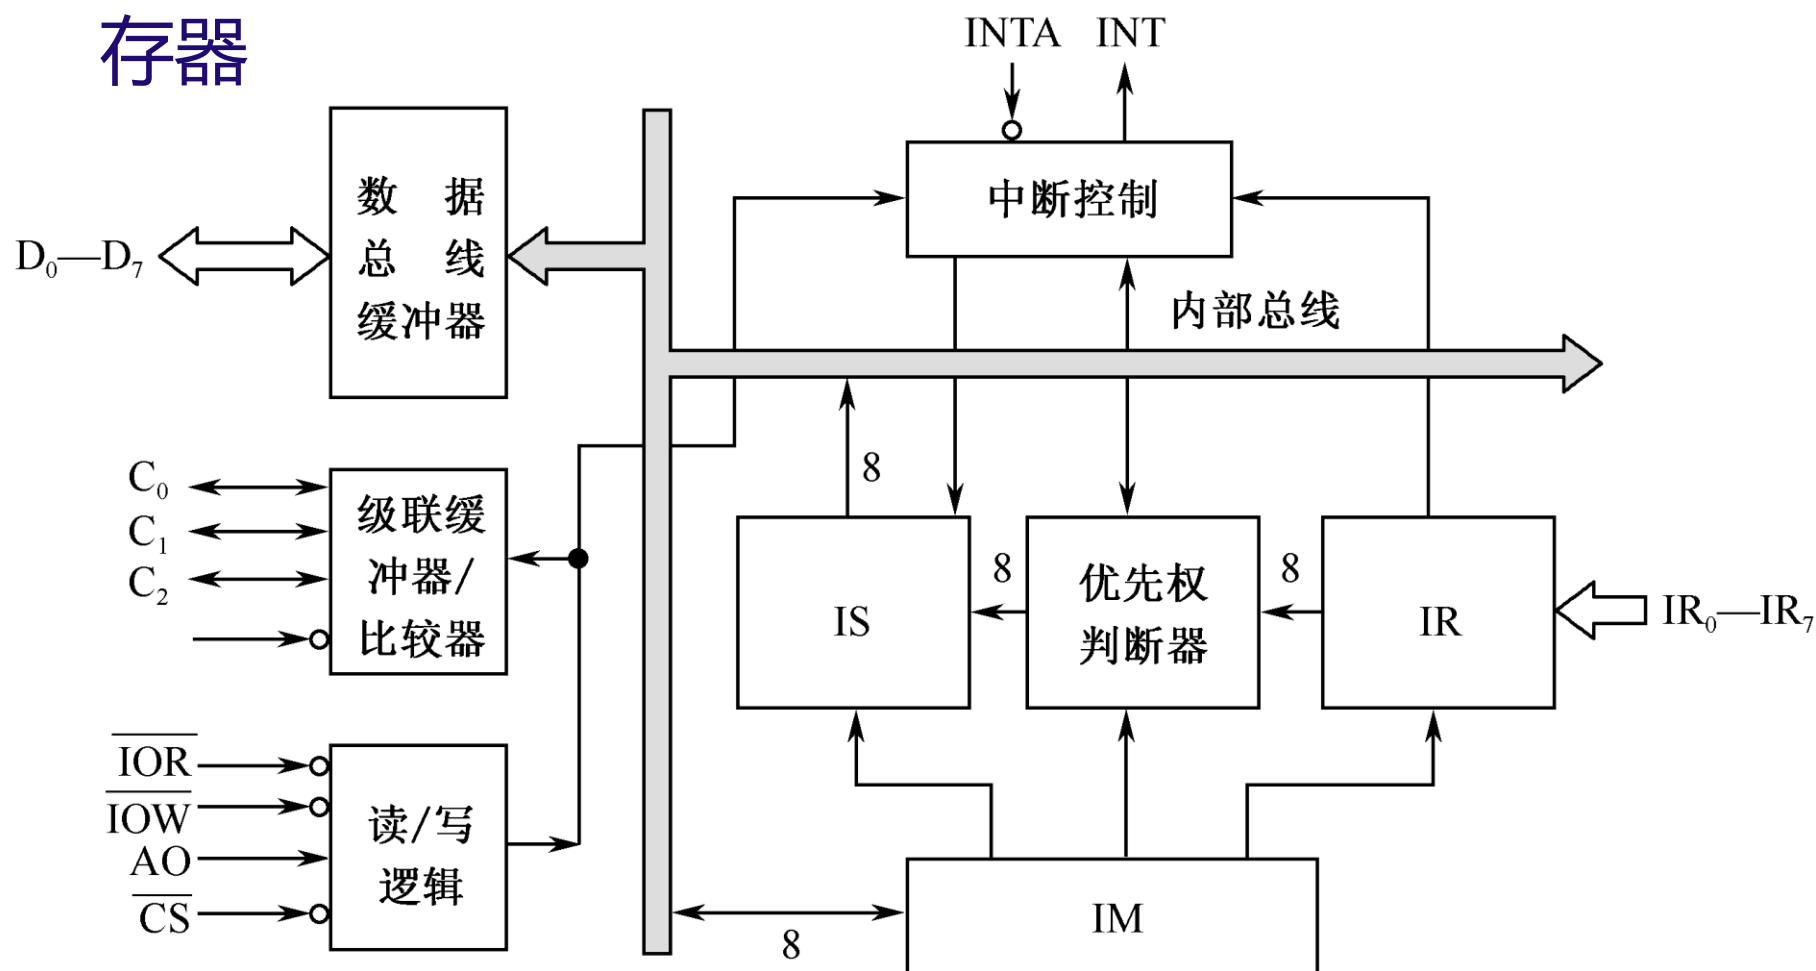 存器
INTA INT
数 据
总 线
缓冲器
D₀—D₇
中断控制
内部总线
C₀
C₁
C₂
级联缓
冲器/
比较器
8
IS
8
优先权
判断器
8
IR
IR₀—IR₇
IOR
IOW
AO
CS
读/写
逻辑
8
IM